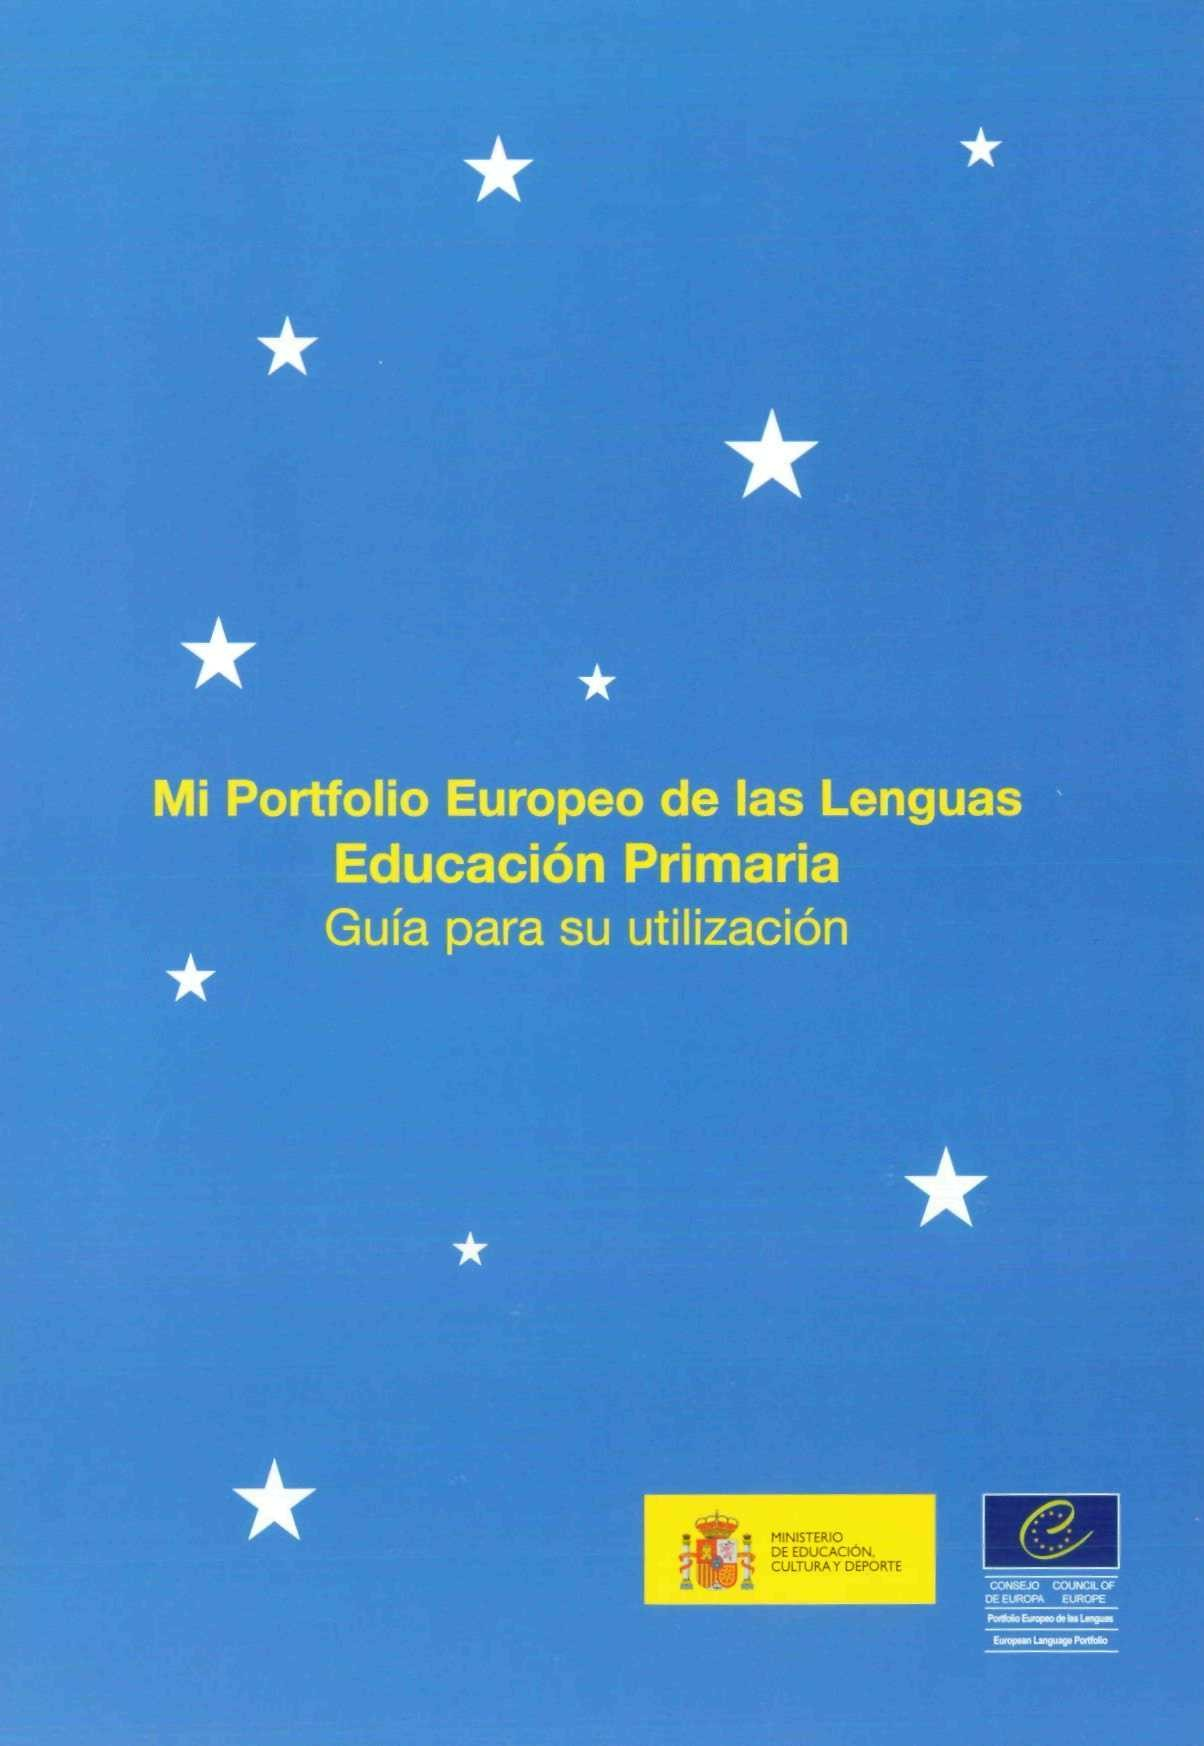 Mi Portfolio Europeo de las Lenguas
Educación Primaria
Guía para su utilización
MINISTERIO
DE EDUCACIÓN,
CULTURA Y DEPORTE
CONSEJO COUNCIL OF
DE EUROPA EUROPE
Portfolio Europeo de las Lenguas
European Language Portfolio